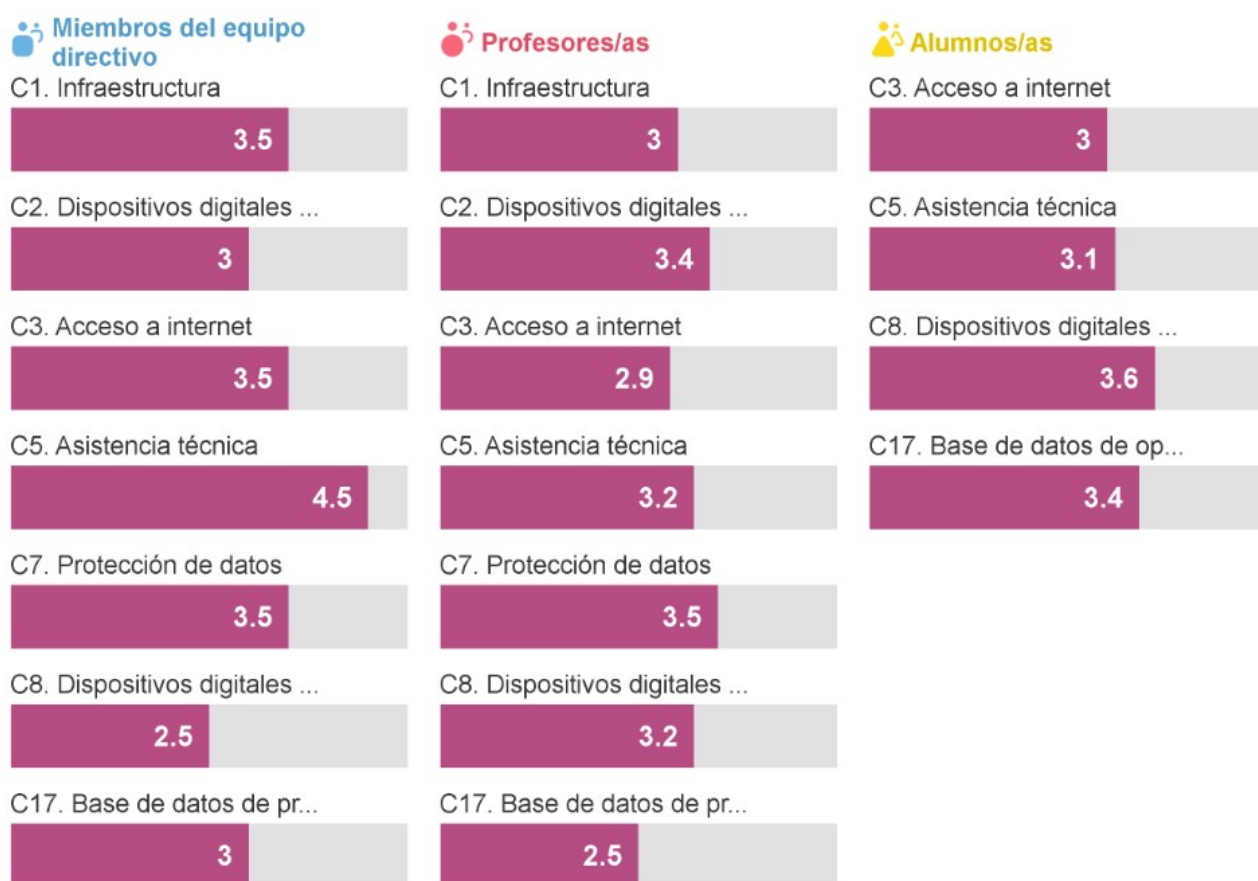 Miembros del equipo
directivo
C1. Infraestructura
3.5
C2. Dispositivos digitales ...
3
C3. Acceso a internet
3.5
C5. Asistencia técnica
4.5
C7. Protección de datos
3.5
C8. Dispositivos digitales ...
2.5
C17. Base de datos de pr...
3
Profesores/as
C1. Infraestructura
3
C2. Dispositivos digitales ...
3.4
C3. Acceso a internet
2.9
C5. Asistencia técnica
3.2
C7. Protección de datos
3.5
C8. Dispositivos digitales ...
3.2
C17. Base de datos de pr...
2.5
Alumnos/as
C3. Acceso a internet
3
C5. Asistencia técnica
3.1
C8. Dispositivos digitales ...
3.6
C17. Base de datos de op...
3.4